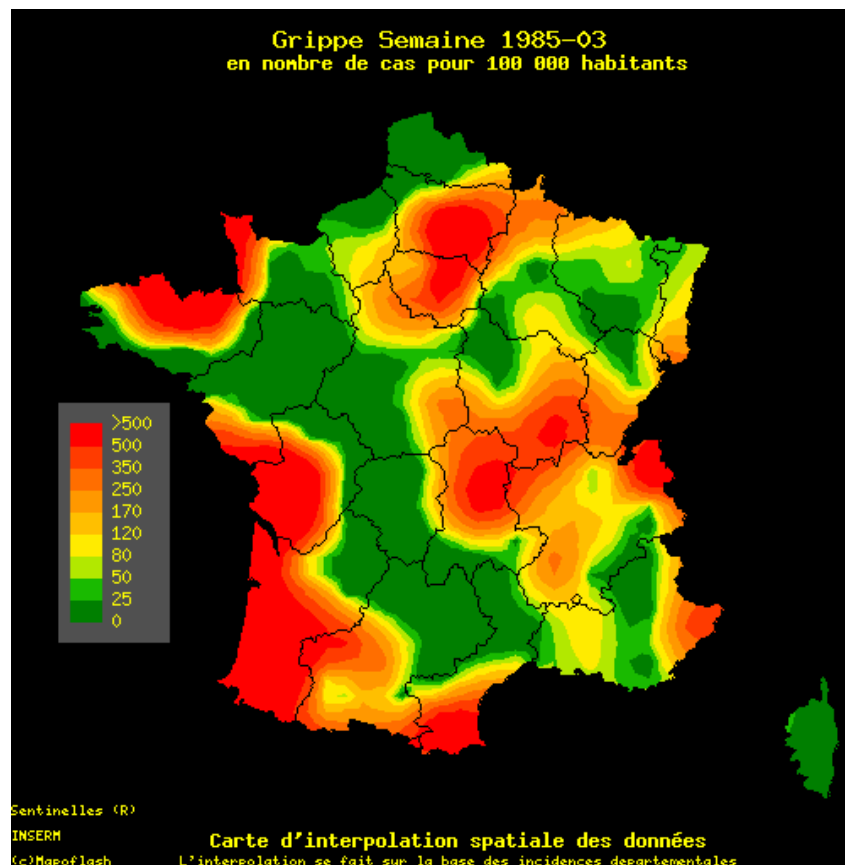 Grippe Semaine 1985-03
en nombre de cas pour 100 000 habitants
>500
500
350
250
170
120
80
50
25
0
Sentinelles (R)
INSERM
Carte d'interpolation spatiale des données
(c)Mapoflash L'interpolation se fait sur la base des incidences departementales